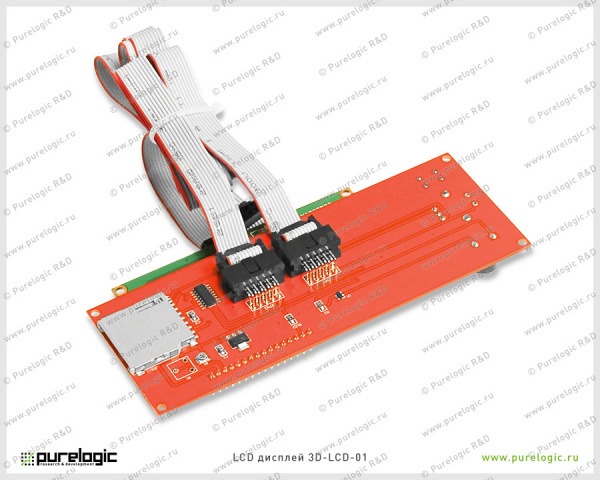 © Purelogic R&D
www.purelogic.ru
purelogic
research & development
LCD дисплей 3D-LCD-01
www.purelogic.ru